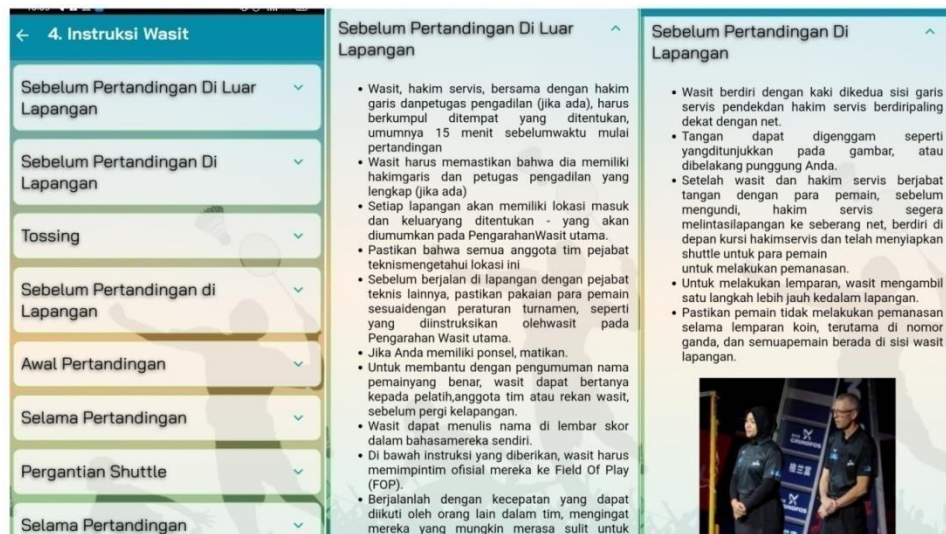 4. Instruksi Wasit
Sebelum Pertandingan Di Luar
Lapangan
Sebelum Pertandingan Di
Lapangan
Tossing
Sebelum Pertandingan di
Lapangan
Awal Pertandingan
Selama Pertandingan
Pergantian Shuttle
Selama Pertandingan
Sebelum Pertandingan Di Luar
Lapangan
• Wasit, hakim servis, bersama dengan hakim
garis danpetugas pengadilan (jika ada), harus
berkumpul ditempat yang ditentukan,
umumnya 15 menit sebelumwaktu mulai
pertandingan
• Wasit harus memastikan bahwa dia memiliki
hakimgaris dan petugas pengadilan yang
lengkap (jika ada)
• Setiap lapangan akan memiliki lokasi masuk
dan keluaryang ditentukan - yang akan
diumumkan pada PengarahanWasit utama.
• Pastikan bahwa semua anggota tim pejabat
teknismengetahui lokasi ini
• Sebelum berjalan di lapangan dengan pejabat
teknis lainnya, pastikan pakaian para pemain
sesuaidengan peraturan turnamen, seperti
yang diinstruksikan olehwasit pada
Pengarahan Wasit utama.
• Jika Anda memiliki ponsel, matikan.
• Untuk membantu dengan pengumuman nama
pemainyang benar, wasit dapat bertanya
kepada pelatih,anggota tim atau rekan wasit,
sebelum pergi kelapangan.
• Wasit dapat menulis nama di lembar skor
dalam bahasamereka sendiri.
• Di bawah instruksi yang diberikan, wasit harus
memimpintim ofisial mereka ke Field Of Play
(FOP).
• Berjalanlah dengan kecepatan yang dapat
diikuti oleh orang lain dalam tim, mengingat
mereka yang mungkin merasa sulit untuk
Sebelum Pertandingan Di
Lapangan
• Wasit berdiri dengan kaki dikedua sisi garis
servis pendekdan hakim servis berdiripaling
dekat dengan net.
• Tangan dapat digenggam seperti
yangditunjukkan pada gambar, atau
dibelakang punggung Anda.
• Setelah wasit dan hakim servis berjabat
tangan dengan para pemain, sebelum
mengundi, hakim servis segera
melintasilapangan ke seberang net, berdiri di
depan kursi hakimservis dan telah menyiapkan
shuttle untuk para pemain
untuk melakukan pemanasan.
• Untuk melakukan lemparan, wasit mengambil
satu langkah lebih jauh kedalam lapangan.
• Pastikan pemain tidak melakukan pemanasan
selama lemparan koin, terutama di nomor
ganda, dan semuapemain berada di sisi wasit
lapangan.
GRUNDFOS
格兰富